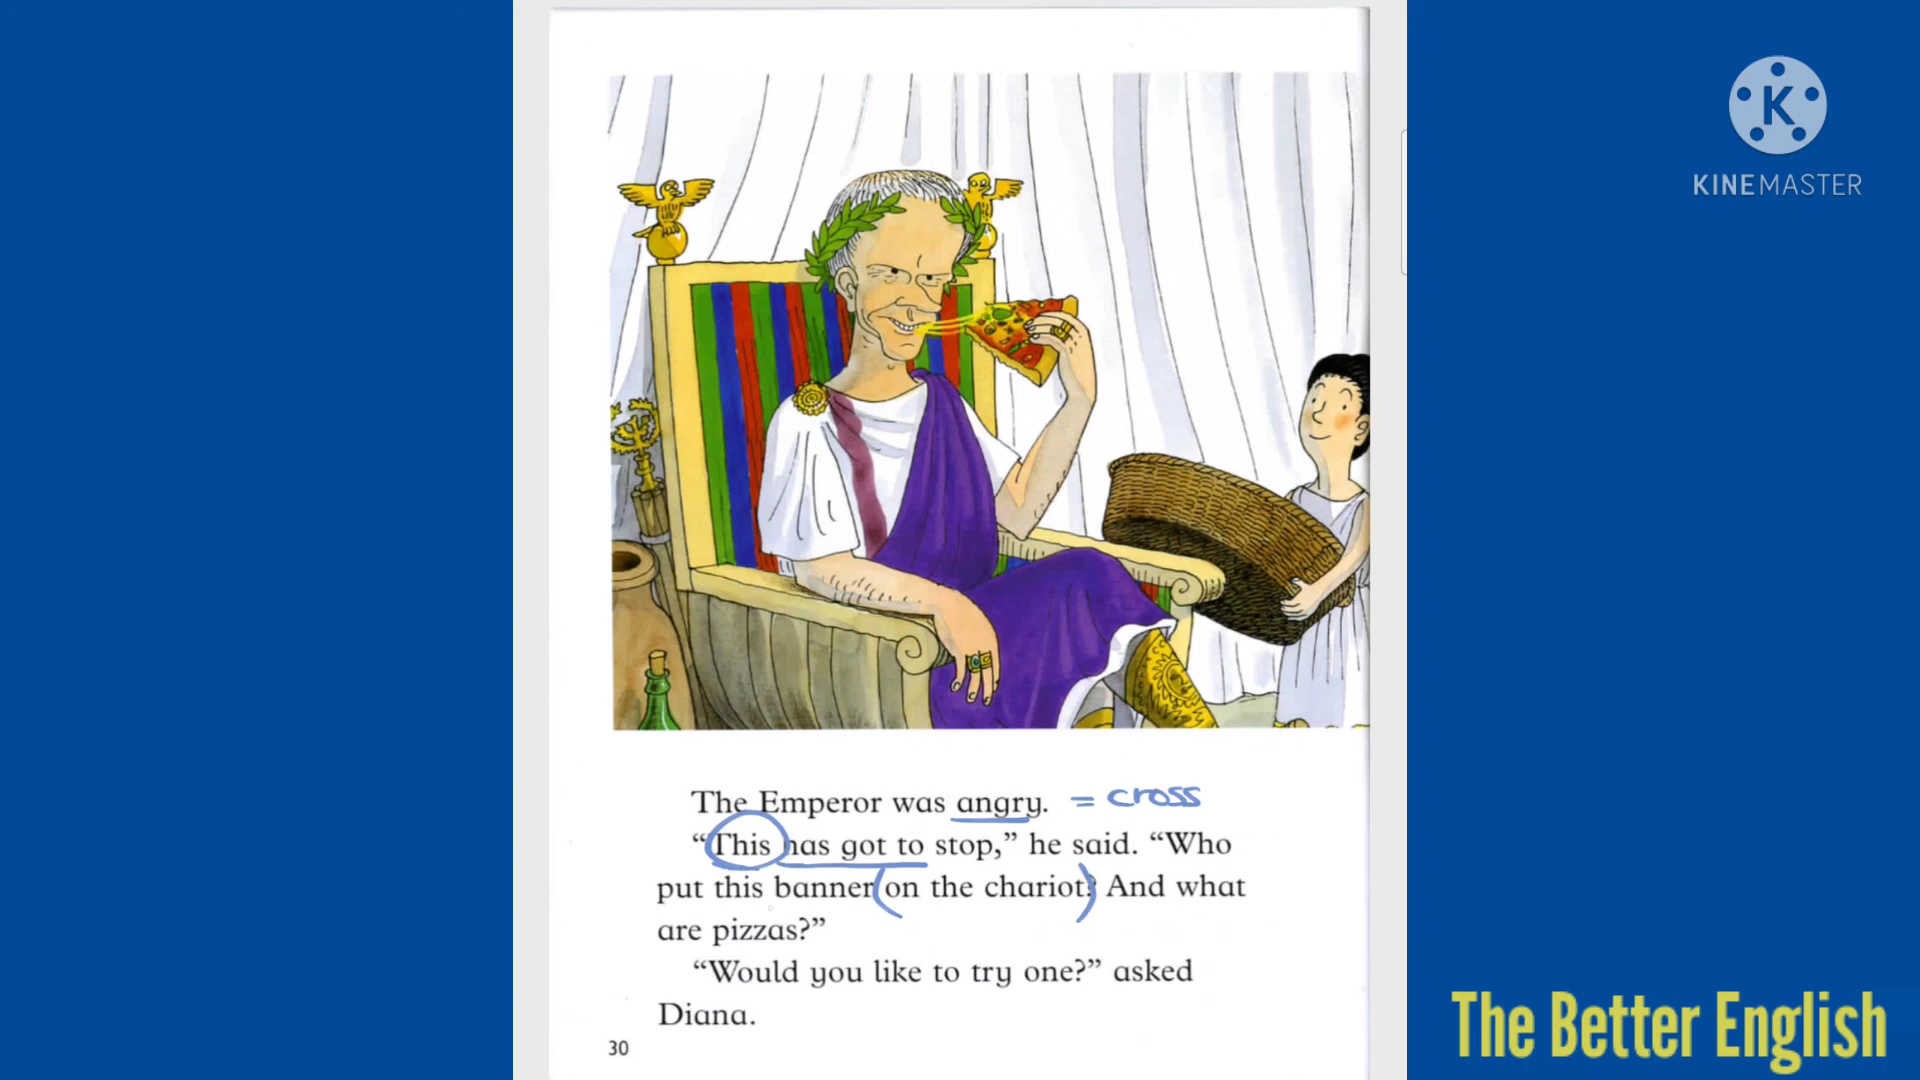 K
KINEMASTER
The Emperor was angry. = cross
“This has got to stop,” he said. “Who
put this banner (on the chariot?) And what
are pizzas?”
“Would you like to try one?” asked
Diana.
30
The Better English